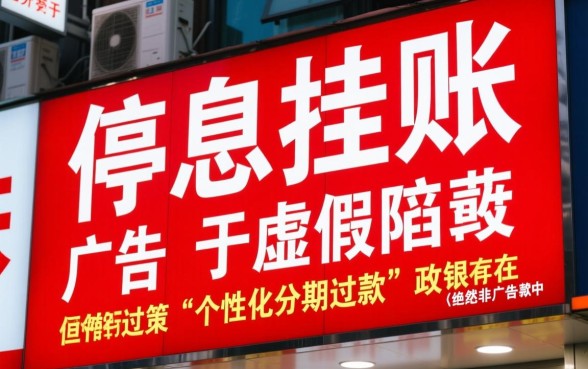 停息挂账
广告 于虚假陷
过策“个性化分期过款”政银存在
(绝然非广告款中